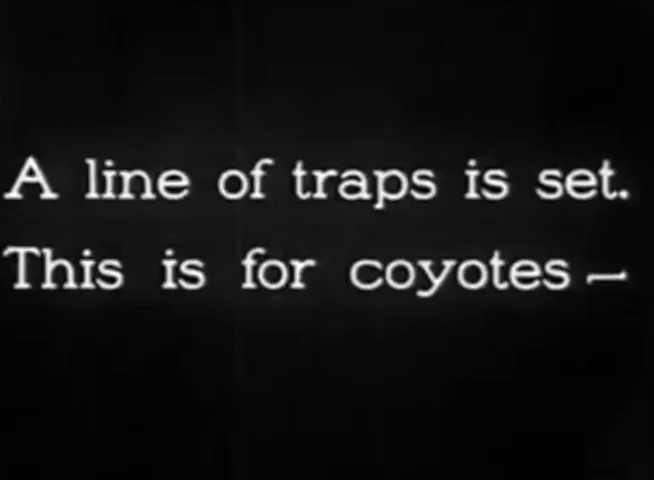 A line of traps is set.
This is for coyotes —